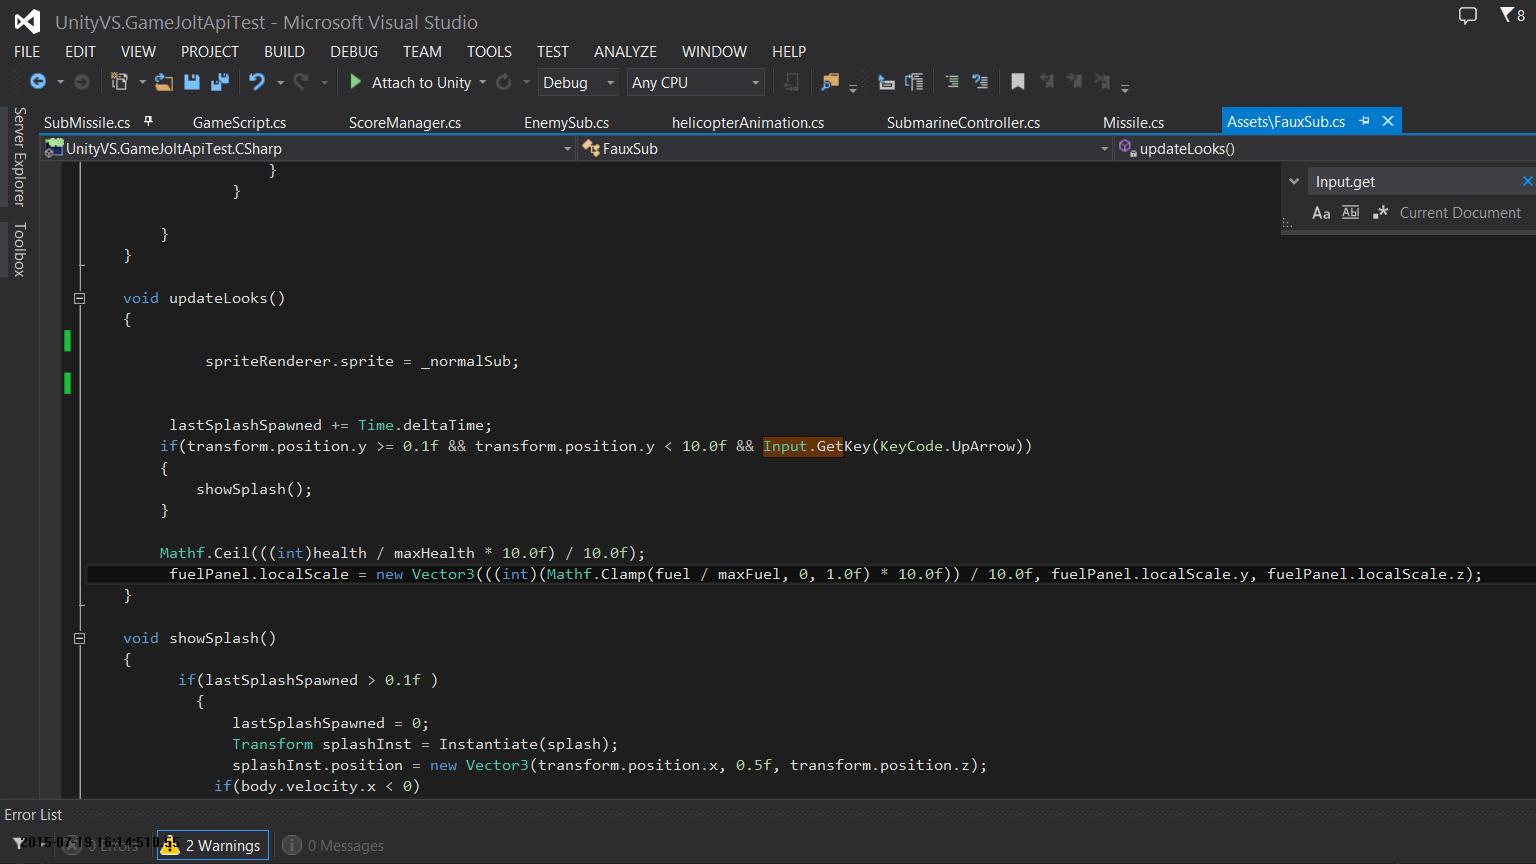 UnityVS.GameJoltApiTest - Microsoft Visual Studio
8
FILE EDIT VIEW PROJECT BUILD DEBUG TEAM TOOLS TEST ANALYZE WINDOW HELP
Attach to Unity Debug Any CPU
Server Explorer
Toolbox
SubMissile.cs GameScript.cs ScoreManager.cs EnemySub.cs helicopterAnimation.cs SubmarineController.cs Missile.cs Assets\FauxSub.cs
UnityVS.GameJoltApiTest.CSharp FauxSub updateLooks()
Input.get
Aa Abl .* Current Document
}
}
}
}
void updateLooks()
{
spriteRenderer.sprite = _normalSub;
lastSplashSpawned += Time.deltaTime;
if(transform.position.y >= 0.1f && transform.position.y < 10.0f && Input.GetKey(KeyCode.UpArrow))
{
showSplash();
}
Mathf.Ceil(((int)health / maxHealth * 10.0f) / 10.0f);
fuelPanel.localScale = new Vector3(((int)(Mathf.Clamp(fuel / maxFuel, 0, 1.0f) * 10.0f)) / 10.0f, fuelPanel.localScale.y, fuelPanel.localScale.z);
}
void showSplash()
{
if(lastSplashSpawned > 0.1f )
{
lastSplashSpawned = 0;
Transform splashInst = Instantiate(splash);
splashInst.position = new Vector3(transform.position.x, 0.5f, transform.position.z);
if(body.velocity.x < 0)
Error List
0 Errors 2 Warnings 0 Messages